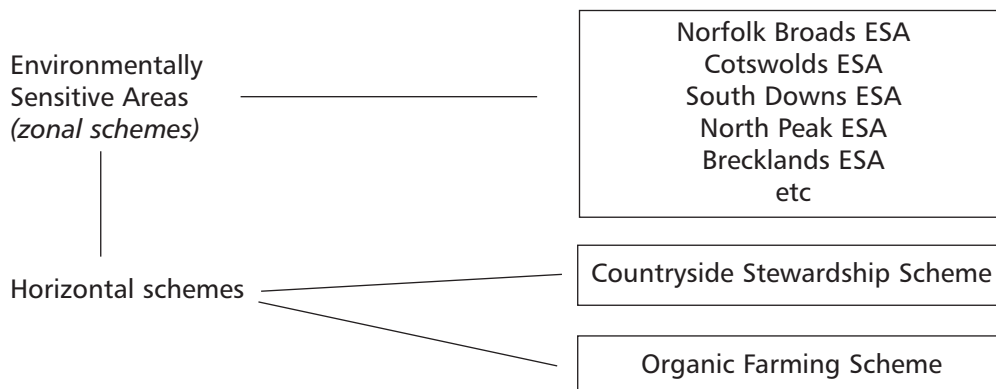 Environmentally
Sensitive Areas
(zonal schemes)
Norfolk Broads ESA
Cotswolds ESA
South Downs ESA
North Peak ESA
Brecklands ESA
etc
Horizontal schemes
Countryside Stewardship Scheme
Organic Farming Scheme